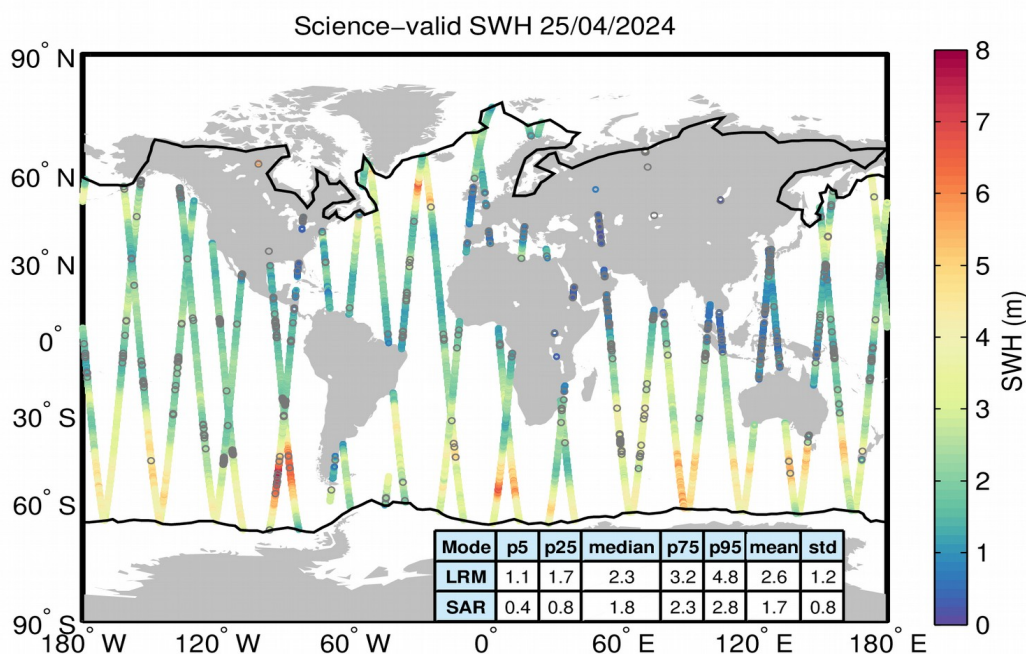 Science−valid SWH 25/04/2024
90° N
60° N
30° N
0°
30° S
60° S
90° S
180° W
120° W
60° W
0°
60° E
120° E
180° E
Mode p5 p25 median p75 p95 mean std
LRM 1.1 1.7 2.3 3.2 4.8 2.6 1.2
SAR 0.4 0.8 1.8 2.3 2.8 1.7 0.8
8
7
6
5
4
3
2
1
0
SWH (m)